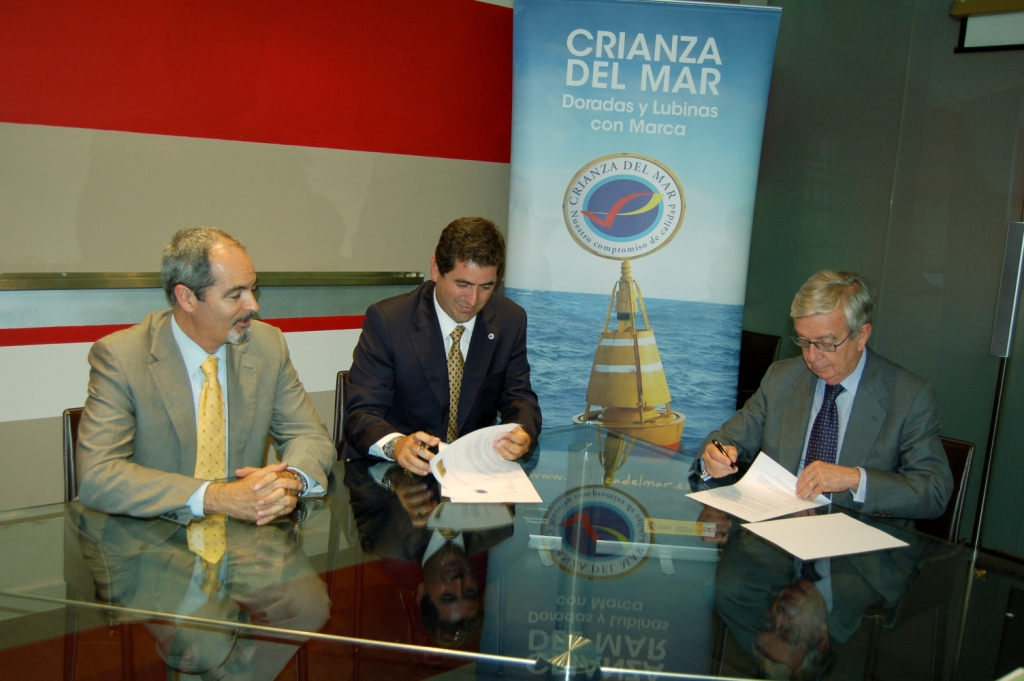 CRIANZA
DEL MAR
Doradas y Lubinas
con Marca
CRIANZA DEL MAR
Nuestro compromiso de calidad